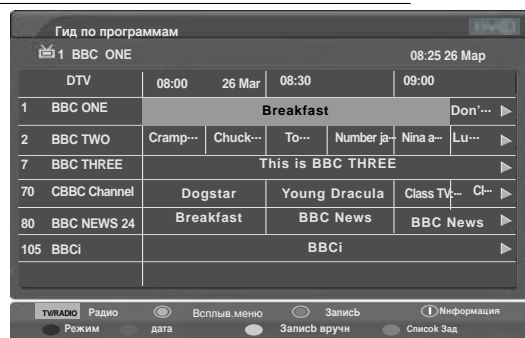 Гид по программам
1 BBC ONE 08:25 26 Мар
DTV 08:00 26 Mar 08:30 09:00
1 BBC ONE Breakfast Don'···
2 BBC TWO Cramp··· Chuck··· To··· Number ja··· Nina a··· Lu···
7 BBC THREE This is BBC THREE
70 CBBC Channel Dogstar Young Dracula Class TV:··· Cl···
80 BBC NEWS 24 Breakfast BBC News BBC News
105 BBCi BBCi
TV/RADIO Радио Всплыв.меню Запись Информация
Режим дата Запись вручн Список Зад